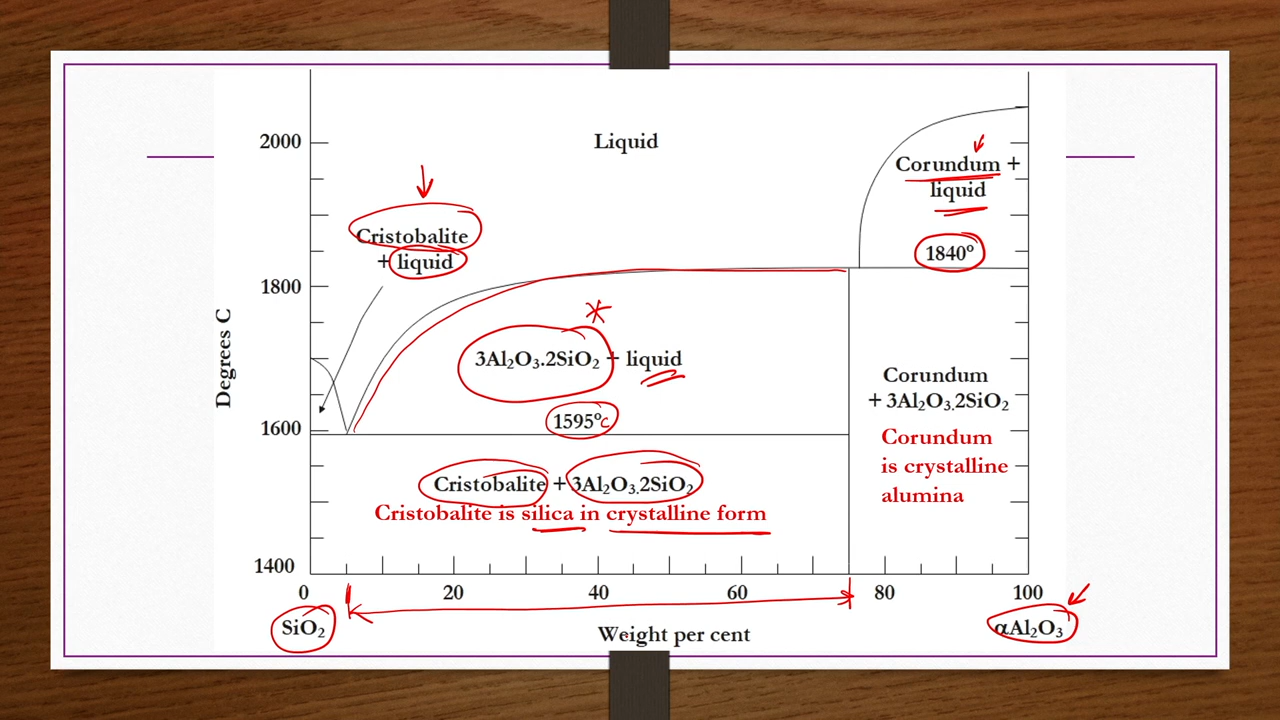 2000
Liquid
Corundum +
liquid
Cristobalite
+ liquid
1840°
1800
Degrees C
3Al₂O₃.2SiO₂ + liquid
Corundum
+ 3Al₂O₃.2SiO₂
1595°c
1600
Corundum
is crystalline
alumina
Cristobalite + 3Al₂O₃.2SiO₂
Cristobalite is silica in crystalline form
1400
0 20 40 60 80 100
SiO₂
αAl₂O₃
Weight per cent